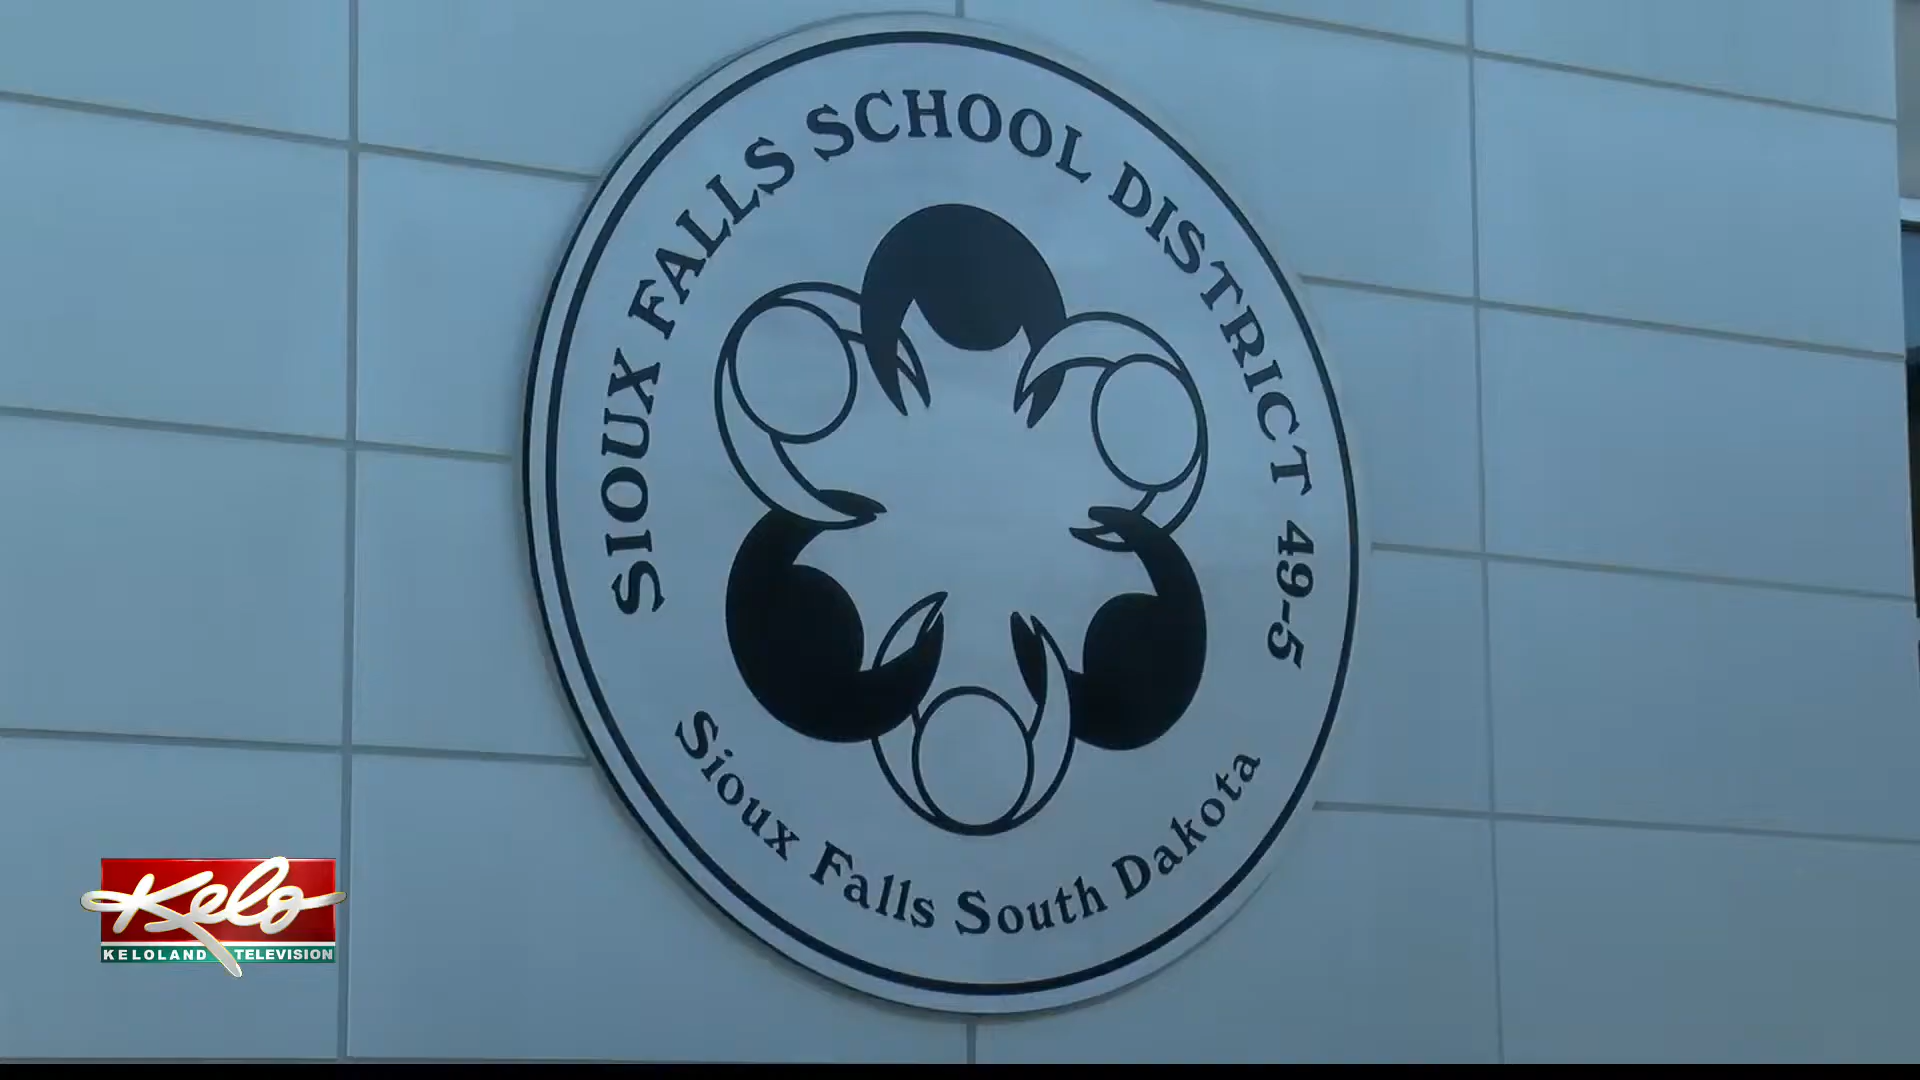 SIOUX FALLS SCHOOL DISTRICT 49-5
Sioux Falls South Dakota
Kelo
KELOLAND TELEVISION